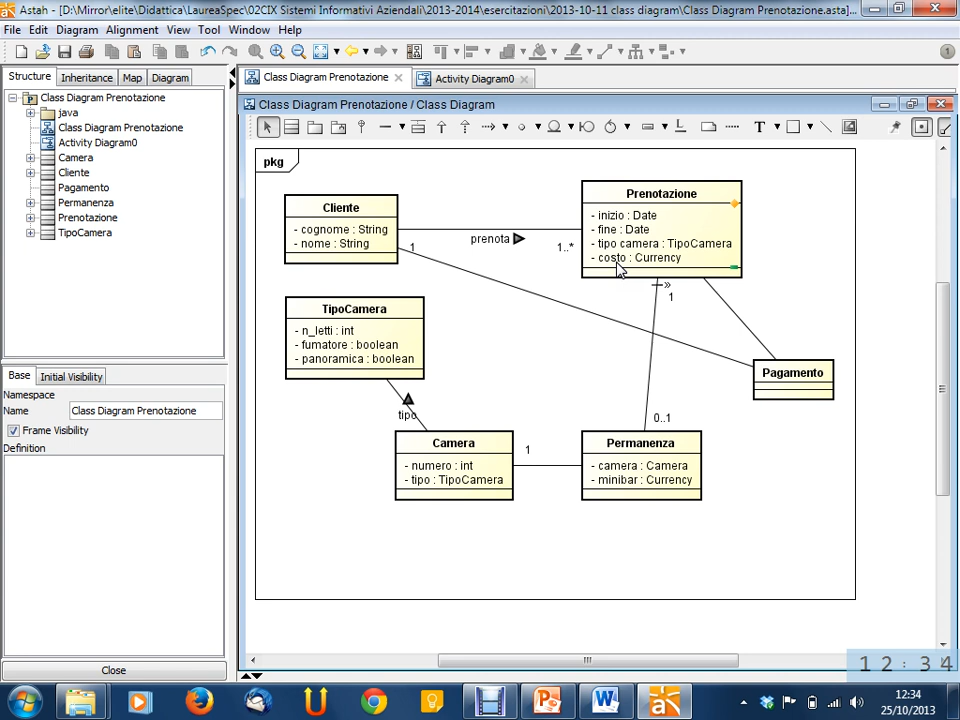 Astah - [D:\Mirror\elite\Didattica\LaureaSpec\02CIX Sistemi Informativi Aziendali\2013-2014\esercitazioni\2013-10-11 class diagram\Class Diagram Prenotazione.asta]...
File Edit Diagram Alignment View Tool Window Help
Structure Inheritance Map Diagram
Class Diagram Prenotazione
java
Class Diagram Prenotazione
Activity Diagram0
Camera
Cliente
Pagamento
Permanenza
Prenotazione
TipoCamera
Base Initial Visibility
Namespace
Name Class Diagram Prenotazione
Frame Visibility
Definition
Close
Class Diagram Prenotazione Activity Diagram0
Class Diagram Prenotazione / Class Diagram
T
pkg
Cliente
- cognome : String
- nome : String
prenota
1
1..*
Prenotazione
- inizio : Date
- fine : Date
- tipo camera : TipoCamera
- costo : Currency
1
TipoCamera
- n_letti : int
- fumatore : boolean
- panoramica : boolean
tipo
Pagamento
0..1
Camera
- numero : int
- tipo : TipoCamera
1
Permanenza
- camera : Camera
- minibar : Currency
12:34
12:34
25/10/2013